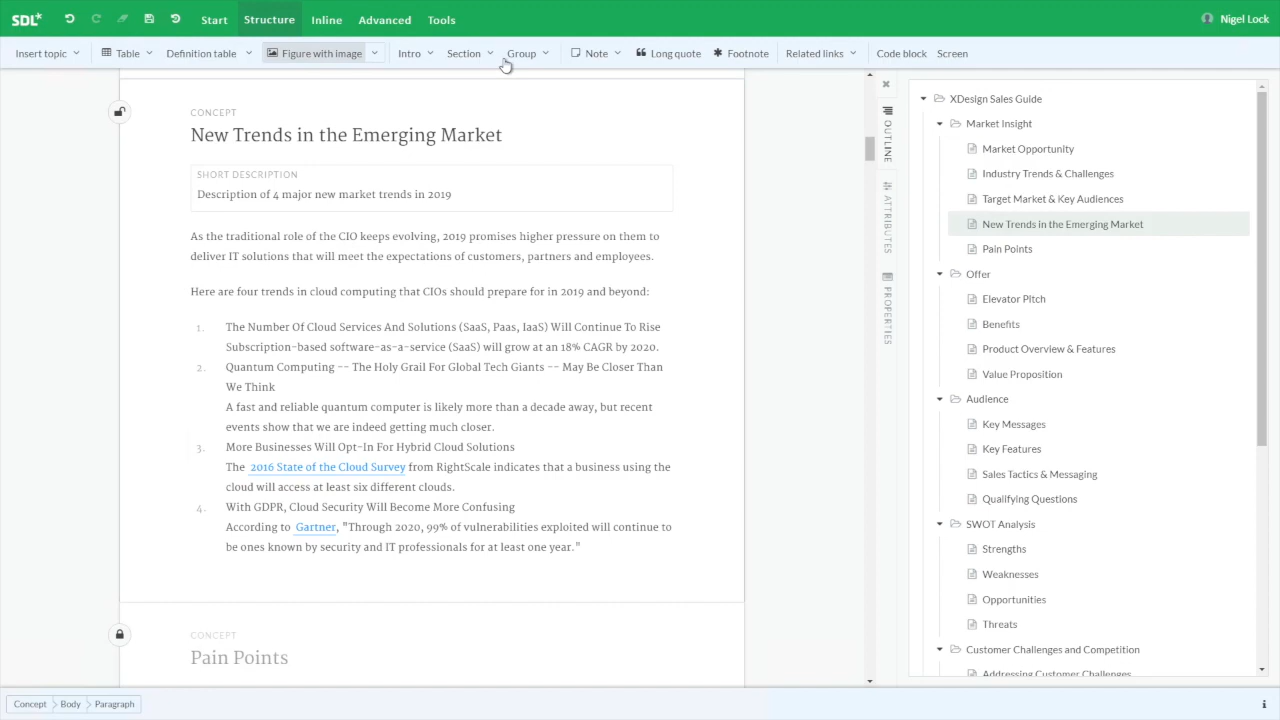 SDL* Start Structure Inline Advanced Tools Nigel Lock
Insert topic Table Definition table Figure with image Intro Section Group Note Long quote Footnote Related links Code block Screen
CONCEPT
New Trends in the Emerging Market
SHORT DESCRIPTION
Description of 4 major new market trends in 2019
As the traditional role of the CIO keeps evolving, 2019 promises higher pressure on them to
deliver IT solutions that will meet the expectations of customers, partners and employees.
Here are four trends in cloud computing that CIOs should prepare for in 2019 and beyond:
1. The Number Of Cloud Services And Solutions (SaaS, Paas, IaaS) Will Continue To Rise
Subscription-based software-as-a-service (SaaS) will grow at an 18% CAGR by 2020.
2. Quantum Computing -- The Holy Grail For Global Tech Giants -- May Be Closer Than
We Think
A fast and reliable quantum computer is likely more than a decade away, but recent
events show that we are indeed getting much closer.
3. More Businesses Will Opt-In For Hybrid Cloud Solutions
The 2016 State of the Cloud Survey from RightScale indicates that a business using the
cloud will access at least six different clouds.
4. With GDPR, Cloud Security Will Become More Confusing
According to Gartner, "Through 2020, 99% of vulnerabilities exploited will continue to
be ones known by security and IT professionals for at least one year."
CONCEPT
Pain Points
OUTLINE
ATTRIBUTES
PROPERTIES
XDesign Sales Guide
Market Insight
Market Opportunity
Industry Trends & Challenges
Target Market & Key Audiences
New Trends in the Emerging Market
Pain Points
Offer
Elevator Pitch
Benefits
Product Overview & Features
Value Proposition
Audience
Key Messages
Key Features
Sales Tactics & Messaging
Qualifying Questions
SWOT Analysis
Strengths
Weaknesses
Opportunities
Threats
Customer Challenges and Competition
Addressing Customer Challenges
Concept Body Paragraph